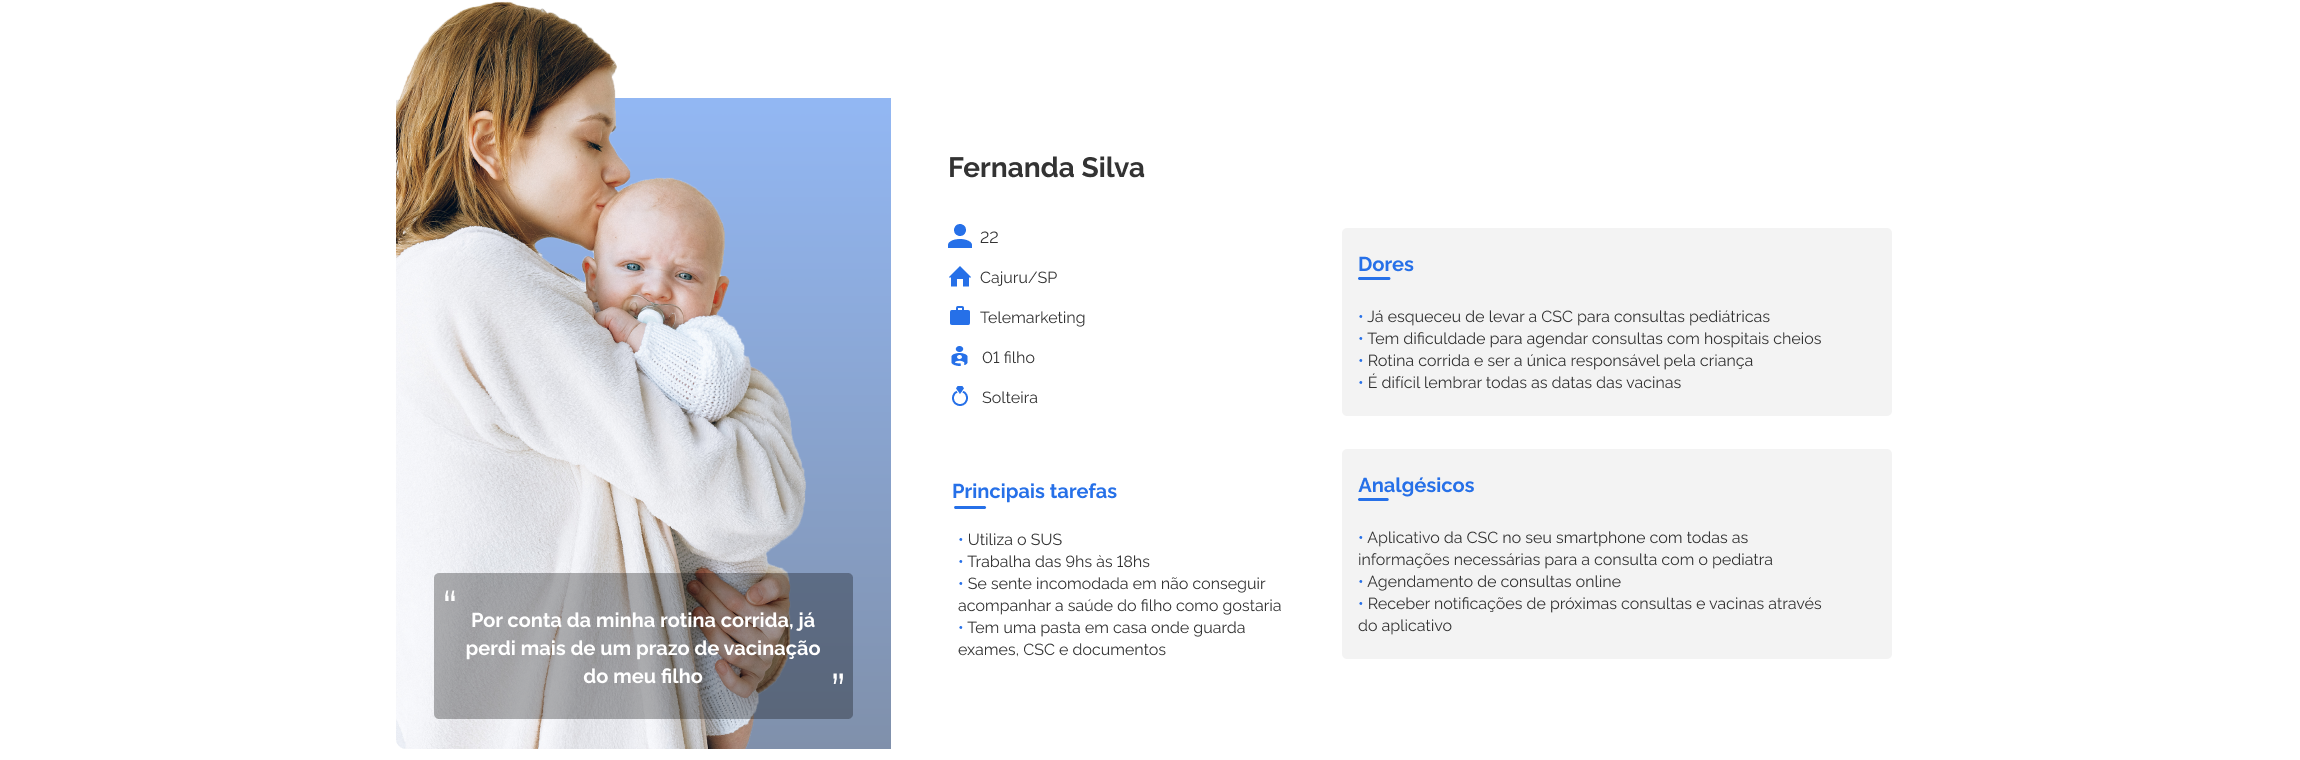 “
Por conta da minha rotina corrida, já
perdi mais de um prazo de vacinação
do meu filho
”
Fernanda Silva
22
Cajuru/SP
Telemarketing
01 filho
Solteira
Principais tarefas
• Utiliza o SUS
• Trabalha das 9hs às 18hs
• Se sente incomodada em não conseguir
acompanhar a saúde do filho como gostaria
• Tem uma pasta em casa onde guarda
exames, CSC e documentos
Dores
• Já esqueceu de levar a CSC para consultas pediátricas
• Tem dificuldade para agendar consultas com hospitais cheios
• Rotina corrida e ser a única responsável pela criança
• É difícil lembrar todas as datas das vacinas
Analgésicos
• Aplicativo da CSC no seu smartphone com todas as
informações necessárias para a consulta com o pediatra
• Agendamento de consultas online
• Receber notificações de próximas consultas e vacinas através
do aplicativo